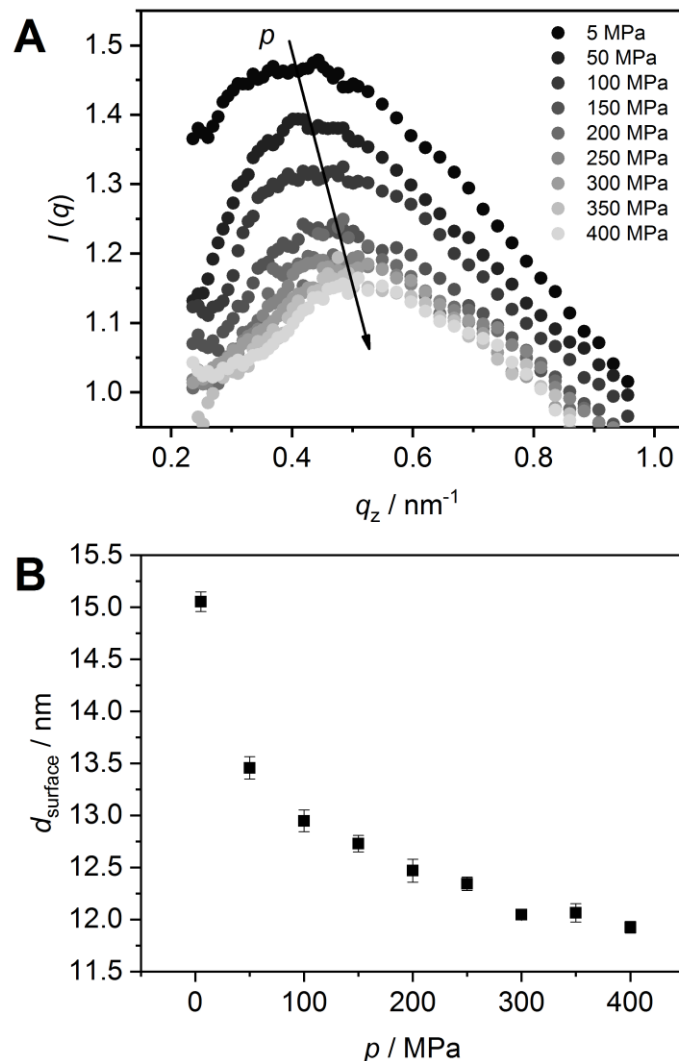 A
p
5 MPa
50 MPa
100 MPa
150 MPa
200 MPa
250 MPa
300 MPa
350 MPa
400 MPa
1.5
1.4
1.3
1.2
1.1
1.0
I (q)
0.2 0.4 0.6 0.8 1.0
q_z / nm⁻¹
B
15.5
15.0
14.5
14.0
13.5
13.0
12.5
12.0
11.5
d_surface / nm
0 100 200 300 400
p / MPa